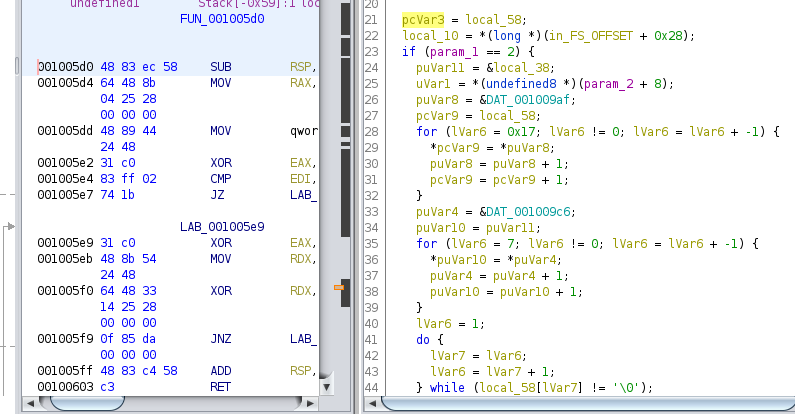 undefined1 Stack[-0x59]:1 loc
FUN_001005d0
001005d0 48 83 ec 58 SUB RSP,
001005d4 64 48 8b MOV RAX,
04 25 28
00 00 00
001005dd 48 89 44 MOV qwor
24 48
001005e2 31 c0 XOR EAX,
001005e4 83 ff 02 CMP EDI,
001005e7 74 1b JZ LAB_
LAB_001005e9
001005e9 31 c0 XOR EAX,
001005eb 48 8b 54 MOV RDX,
24 48
001005f0 64 48 33 XOR RDX,
14 25 28
00 00 00
001005f9 0f 85 da JNZ LAB_
00 00 00
001005ff 48 83 c4 58 ADD RSP,
00100603 c3 RET
20
21 pcVar3 = local_58;
22 local_10 = *(long *)(in_FS_OFFSET + 0x28);
23 if (param_1 == 2) {
24 puVar11 = &local_38;
25 uVar1 = *(undefined8 *)(param_2 + 8);
26 puVar8 = &DAT_001009af;
27 pcVar9 = local_58;
28 for (lVar6 = 0x17; lVar6 != 0; lVar6 = lVar6 + -1) {
29 *pcVar9 = *puVar8;
30 puVar8 = puVar8 + 1;
31 pcVar9 = pcVar9 + 1;
32 }
33 puVar4 = &DAT_001009c6;
34 puVar10 = puVar11;
35 for (lVar6 = 7; lVar6 != 0; lVar6 = lVar6 + -1) {
36 *puVar10 = *puVar4;
37 puVar4 = puVar4 + 1;
38 puVar10 = puVar10 + 1;
39 }
40 lVar6 = 1;
41 do {
42 lVar7 = lVar6;
43 lVar6 = lVar7 + 1;
44 } while (local_58[lVar7] != '\0');